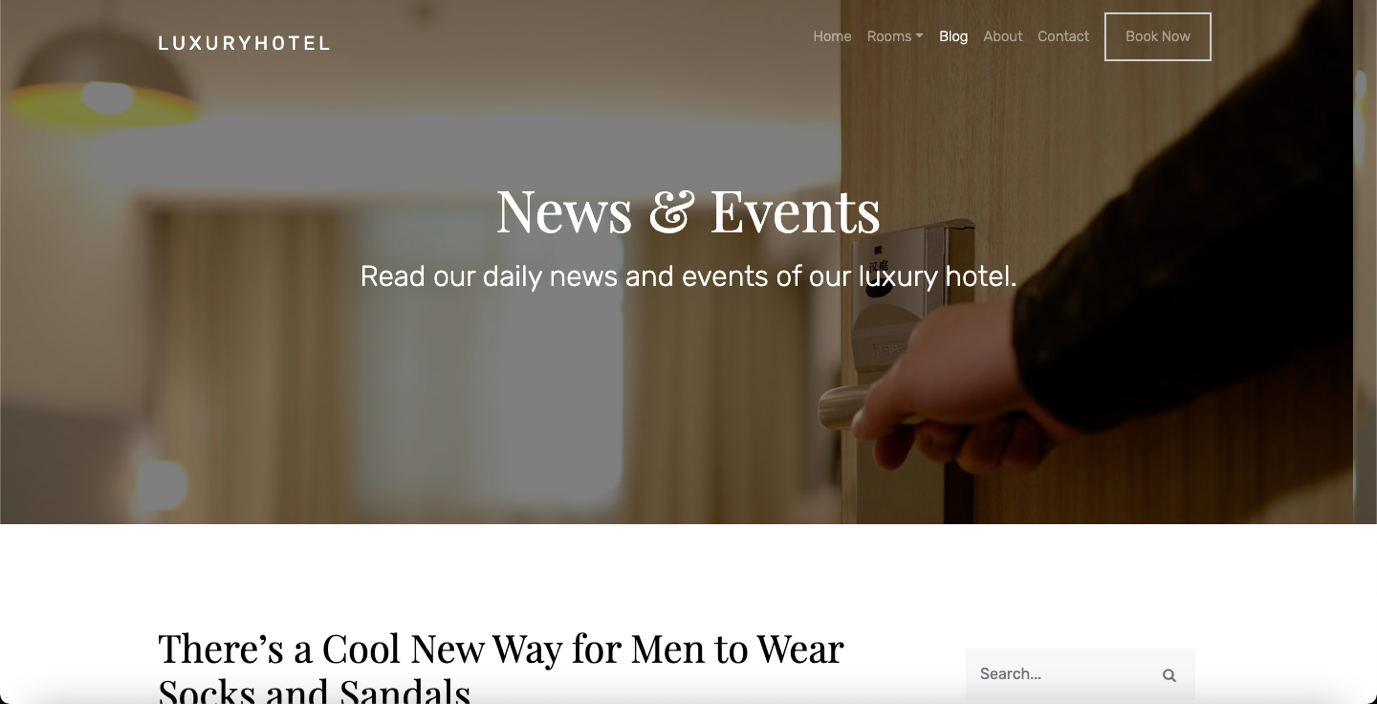 LUXURYHOTEL
Home Rooms Blog About Contact Book Now
News & Events
Read our daily news and events of our luxury hotel.
There’s a Cool New Way for Men to Wear
Socks and Sandals
Search...